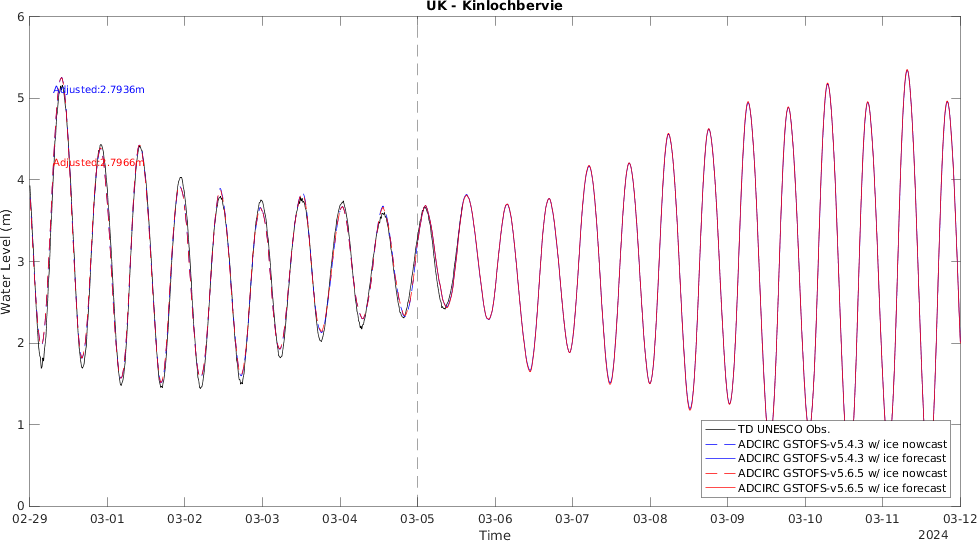 UK - Kinlochbervie
6
5
4
3
2
1
0
Water Level (m)
Adjusted:2.7936m
Adjusted:2.7966m
TD UNESCO Obs.
ADCIRC GSTOFS-v5.4.3 w/ ice nowcast
ADCIRC GSTOFS-v5.4.3 w/ ice forecast
ADCIRC GSTOFS-v5.6.5 w/ ice nowcast
ADCIRC GSTOFS-v5.6.5 w/ ice forecast
02-29 03-01 03-02 03-03 03-04 03-05 03-06 03-07 03-08 03-09 03-10 03-11 03-12
Time
2024